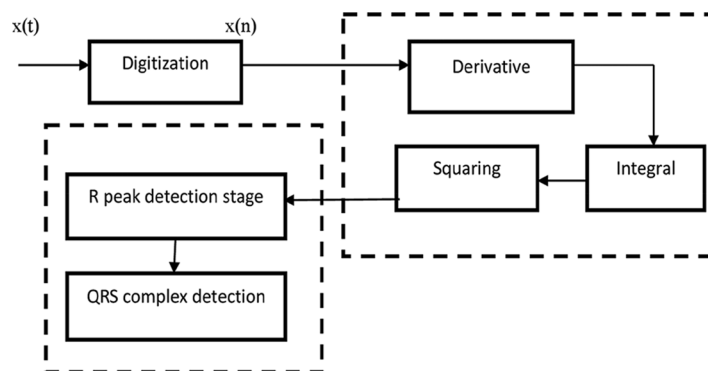 x(t)
x(n)
Digitization
Derivative
Squaring
Integral
R peak detection stage
QRS complex detection